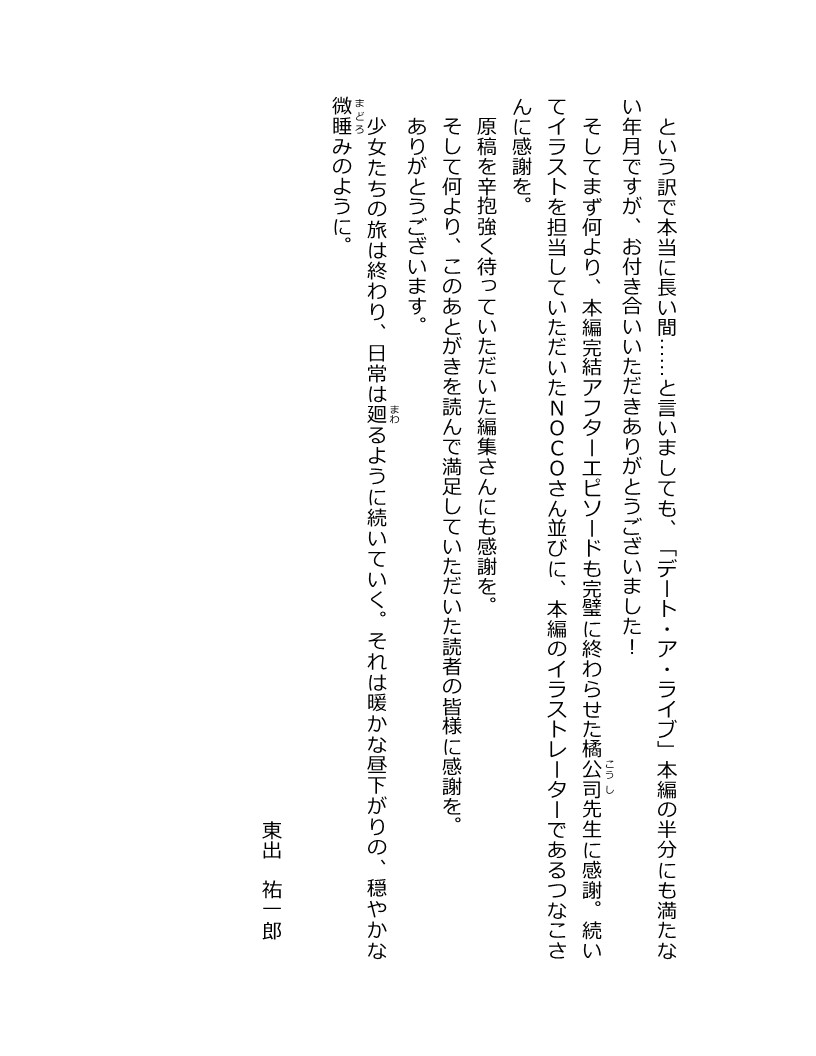 という訳で本当に長い間……と言いましても、「デート・ア・ライブ」本編の半分にも満たな
い年月ですが、お付き合いいただきありがとうございました！
　そしてまず何より、本編完結アフターエピソードも完璧に終わらせた橘公司先生に感謝。続い
てイラストを担当していただいたＮＯＣＯさん並びに、本編のイラストレーターであるつなこさ
んに感謝を。
　原稿を辛抱強く待っていただいた編集さんにも感謝を。
　そして何より、このあとがきを読んで満足していただいた読者の皆様に感謝を。
　ありがとうございます。
　少女たちの旅は終わり、日常は廻るように続いていく。それは暖かな昼下がりの、穏やかな
微睡みのように。
東出　祐一郎